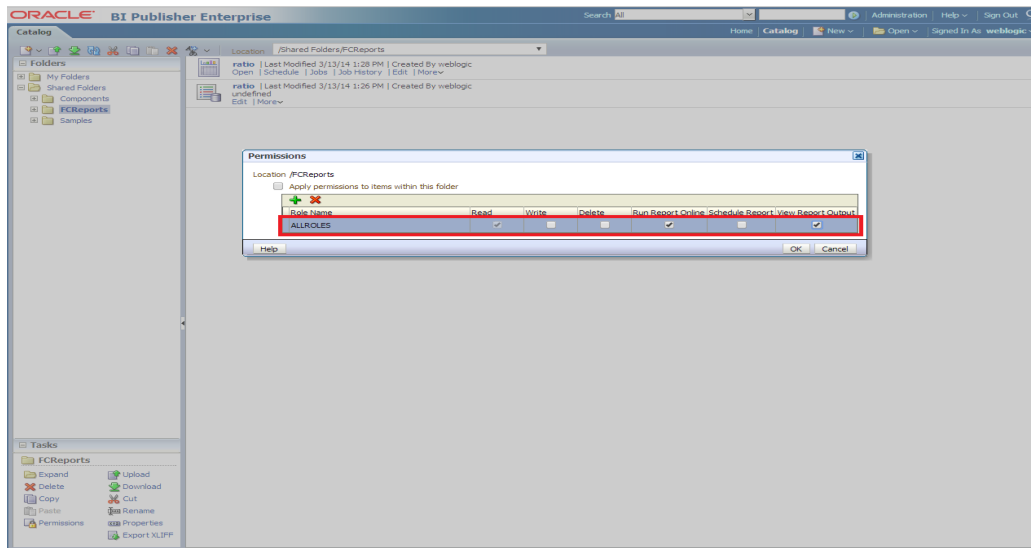 ORACLE® BI Publisher Enterprise Search All Administration Help Sign Out
Catalog Home Catalog New Open Signed In As weblogic
Location /Shared Folders/FCReports
Folders
My Folders
Shared Folders
Components
FCReports
Samples
ratio | Last Modified 3/13/14 1:28 PM | Created By weblogic
Open | Schedule | Jobs | Job History | Edit | More
ratio | Last Modified 3/13/14 1:26 PM | Created By weblogic
undefined
Edit | More
Permissions
Location /FCReports
Apply permissions to items within this folder
Role Name Read Write Delete Run Report Online Schedule Report View Report Output
ALLROLES
Help OK Cancel
Tasks
FCReports
Expand Upload
Delete Download
Copy Cut
Paste Rename
Permissions Properties
Export XLIFF